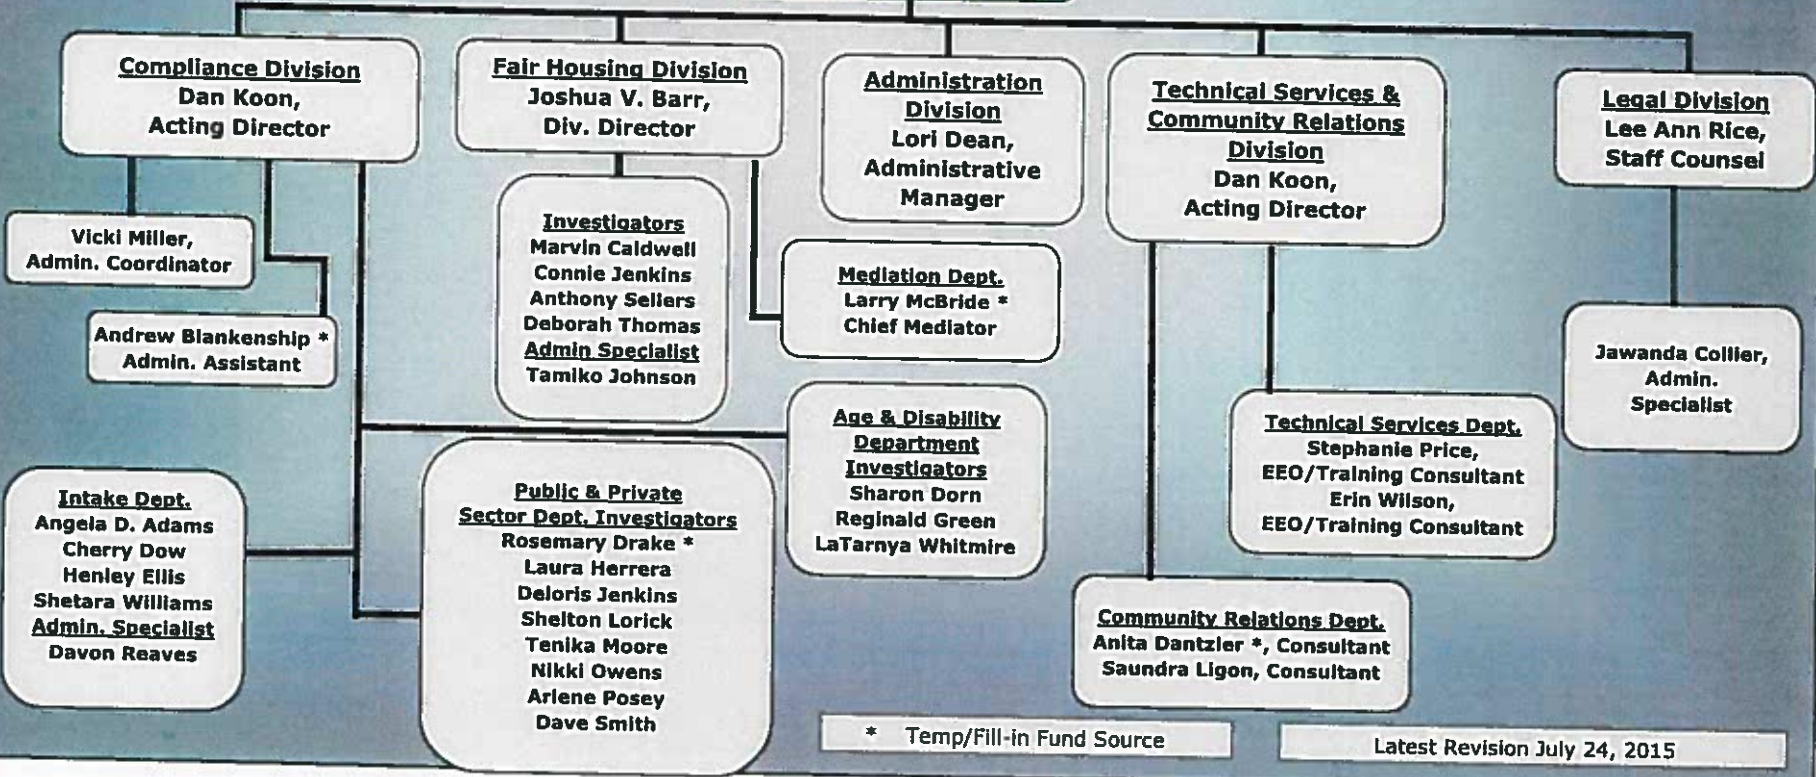 Compliance Division
Dan Koon,
Acting Director
Fair Housing Division
Joshua V. Barr,
Div. Director
Administration
Division
Lori Dean,
Administrative
Manager
Technical Services &
Community Relations
Division
Dan Koon,
Acting Director
Legal Division
Lee Ann Rice,
Staff Counsel
Vicki Miller,
Admin. Coordinator
Andrew Blankenship *
Admin. Assistant
Investigators
Marvin Caldwell
Connie Jenkins
Anthony Sellers
Deborah Thomas
Admin Specialist
Tamiko Johnson
Mediation Dept.
Larry McBride *
Chief Mediator
Jawanda Collier,
Admin.
Specialist
Age & Disability
Department
Investigators
Sharon Dorn
Reginald Green
LaTarnya Whitmire
Technical Services Dept.
Stephanie Price,
EEO/Training Consultant
Erin Wilson,
EEO/Training Consultant
Intake Dept.
Angela D. Adams
Cherry Dow
Henley Ellis
Shetara Williams
Admin. Specialist
Davon Reaves
Public & Private
Sector Dept. Investigators
Rosemary Drake *
Laura Herrera
Deloris Jenkins
Shelton Lorick
Tenika Moore
Nikki Owens
Arlene Posey
Dave Smith
Community Relations Dept.
Anita Dantzler *, Consultant
Saundra Ligon, Consultant
* Temp/Fill-in Fund Source
Latest Revision July 24, 2015